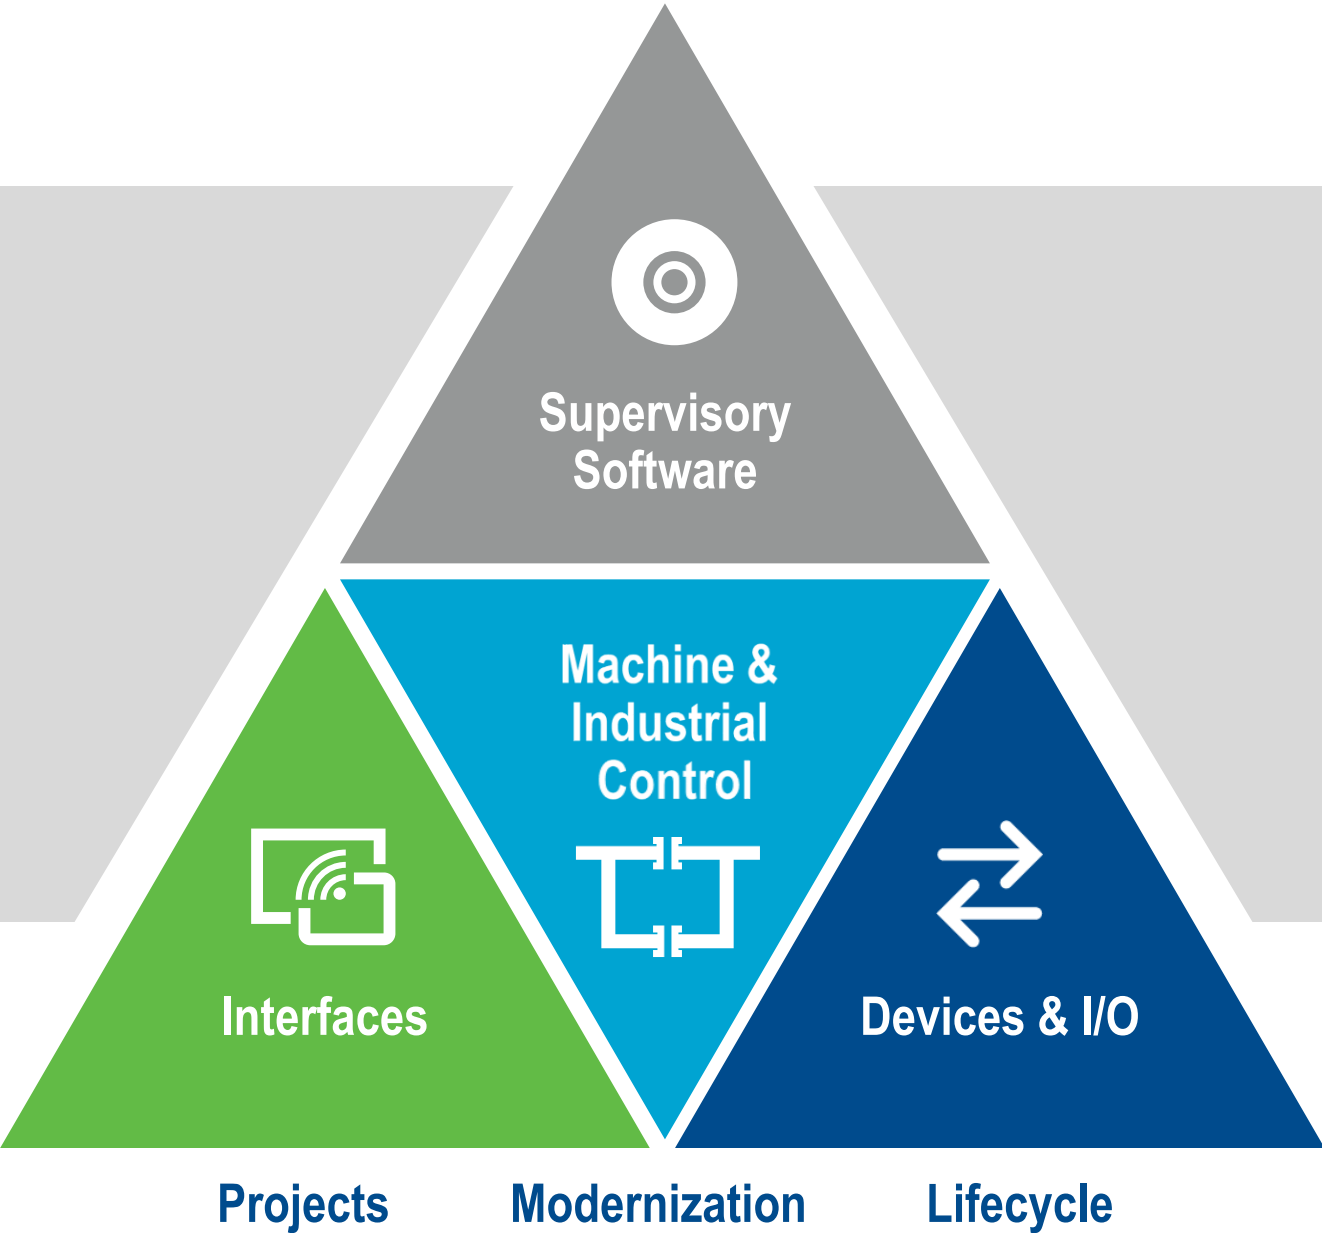 Supervisory
Software
Machine &
Industrial
Control
Interfaces
Devices & I/O
Projects
Modernization
Lifecycle